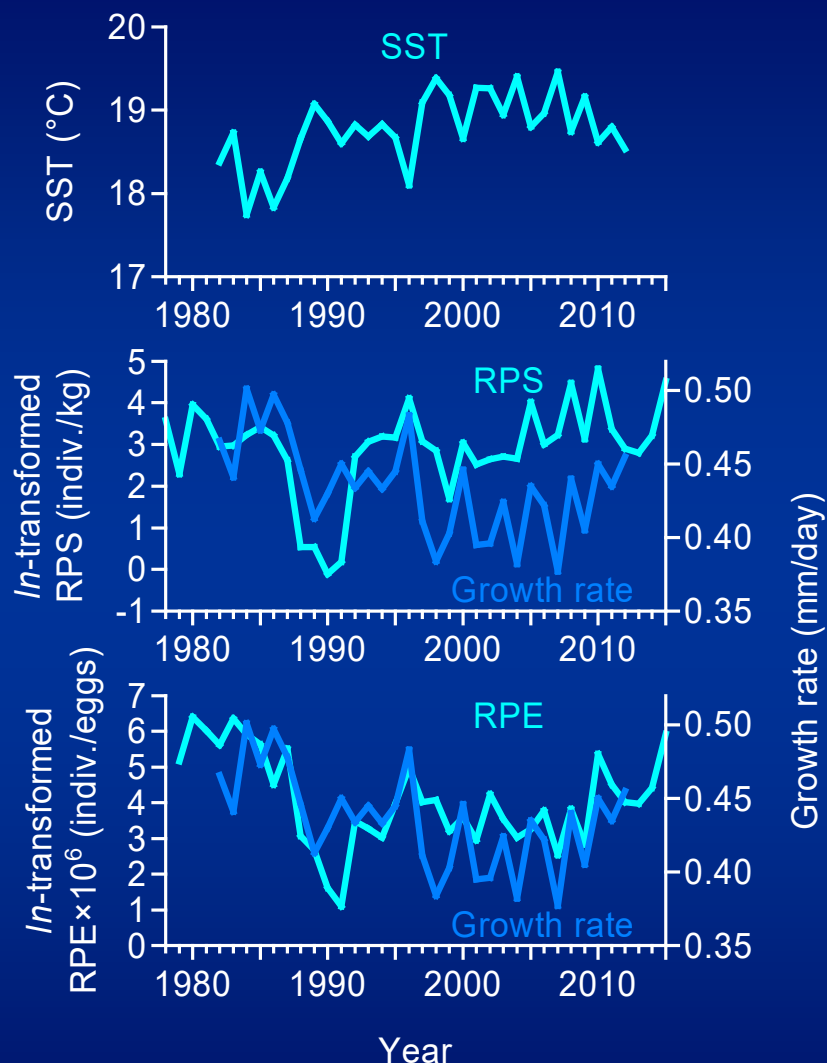 SST
SST (°C)
20
19
18
17
1980 1990 2000 2010
RPS
ln-transformed
RPS (indiv./kg)
5
4
3
2
1
0
-1
0.50
0.45
0.40
0.35
Growth rate
1980 1990 2000 2010
Growth rate (mm/day)
RPE
ln-transformed
RPE×10⁶ (indiv./eggs)
7
6
5
4
3
2
1
0
0.50
0.45
0.40
0.35
Growth rate
1980 1990 2000 2010
Year